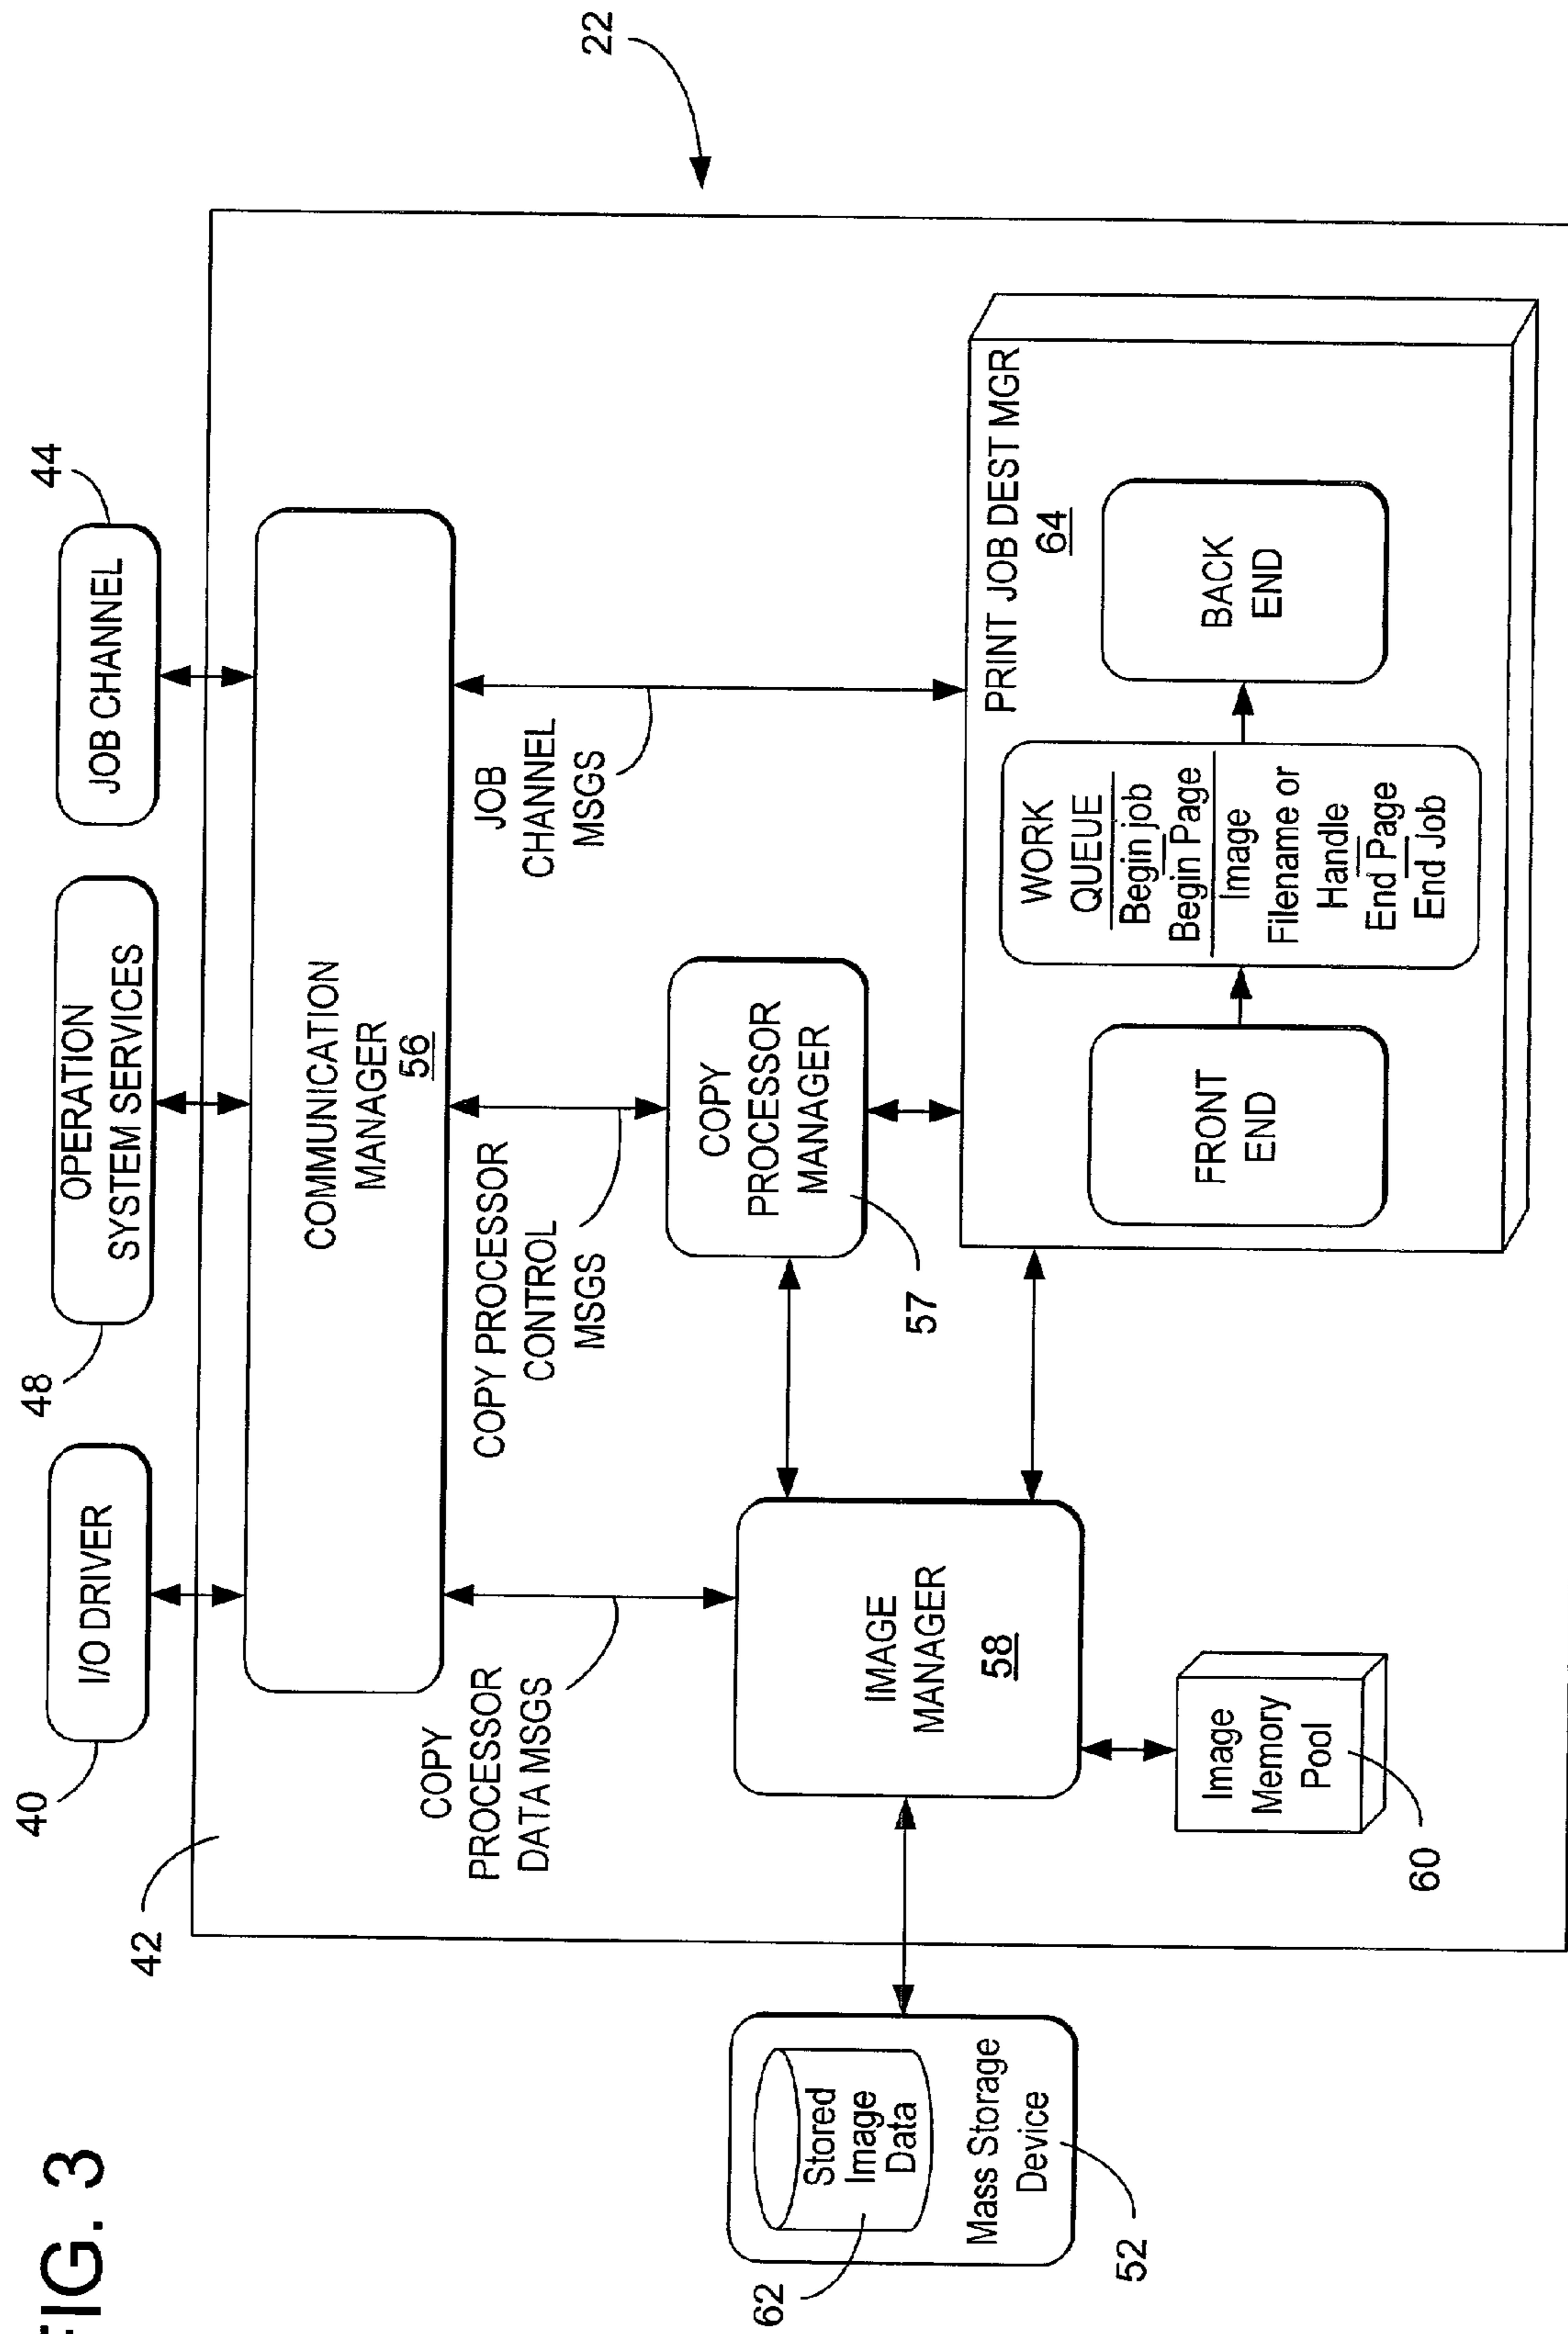 FIG. 3
22
40
I/O DRIVER
48
OPERATION
SYSTEM SERVICES
JOB CHANNEL
44
42
COMMUNICATION
MANAGER
56
COPY
PROCESSOR
DATA MSGS
COPY PROCESSOR
CONTROL
MSGS
JOB
CHANNEL
MSGS
62
Stored
Image
Data
Mass Storage
Device
52
IMAGE
MANAGER
58
COPY
PROCESSOR
MANAGER
57
Image
Memory
Pool
60
PRINT JOB DEST MGR
64
FRONT
END
WORK
QUEUE
Begin job
Begin Page
Image
Filename or
Handle
End Page
End Job
BACK
END